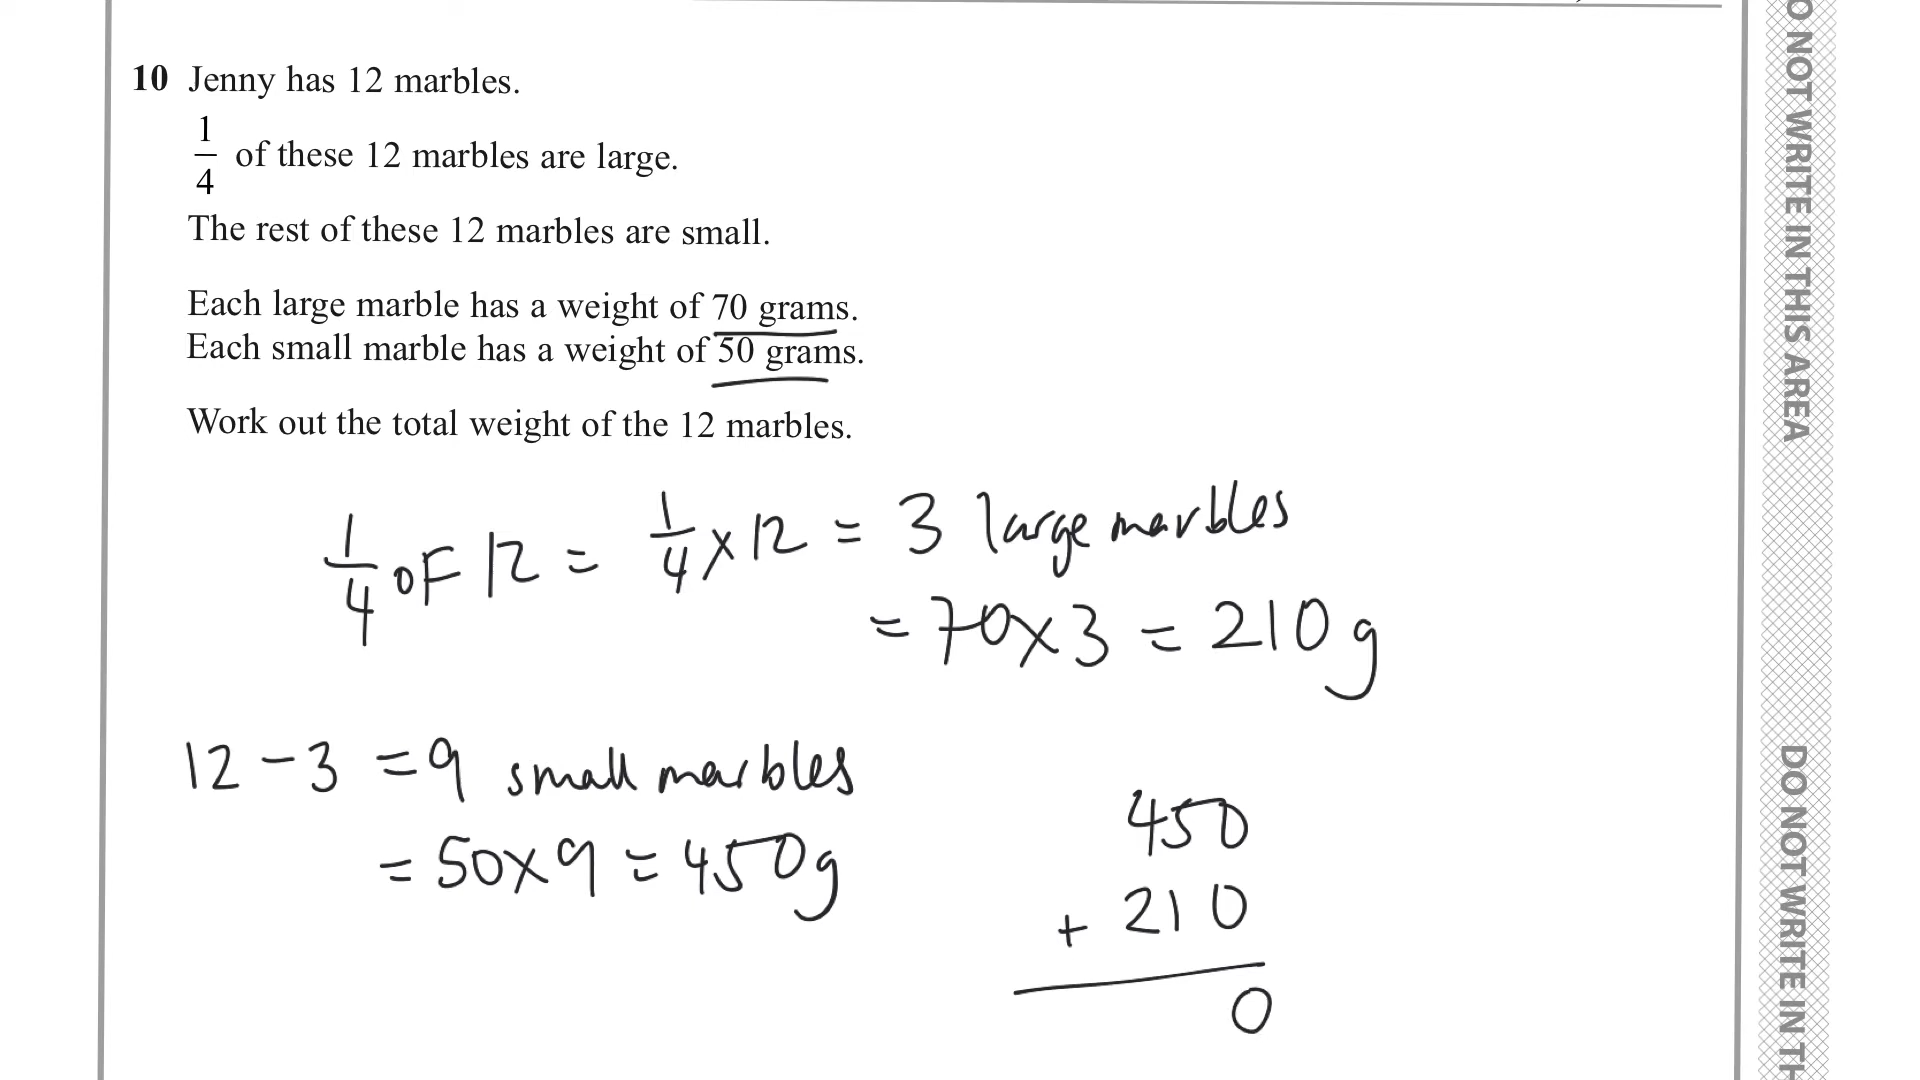 10 Jenny has 12 marbles.
1/4 of these 12 marbles are large.
The rest of these 12 marbles are small.
Each large marble has a weight of 70 grams.
Each small marble has a weight of 50 grams.
Work out the total weight of the 12 marbles.
1/4 of 12 = 1/4 × 12 = 3 large marbles
= 70 × 3 = 210g
12 - 3 = 9 small marbles
= 50 × 9 = 450g
450
+ 210
0
O NOT WRITE IN THIS AREA
DO NOT WRITE IN TH